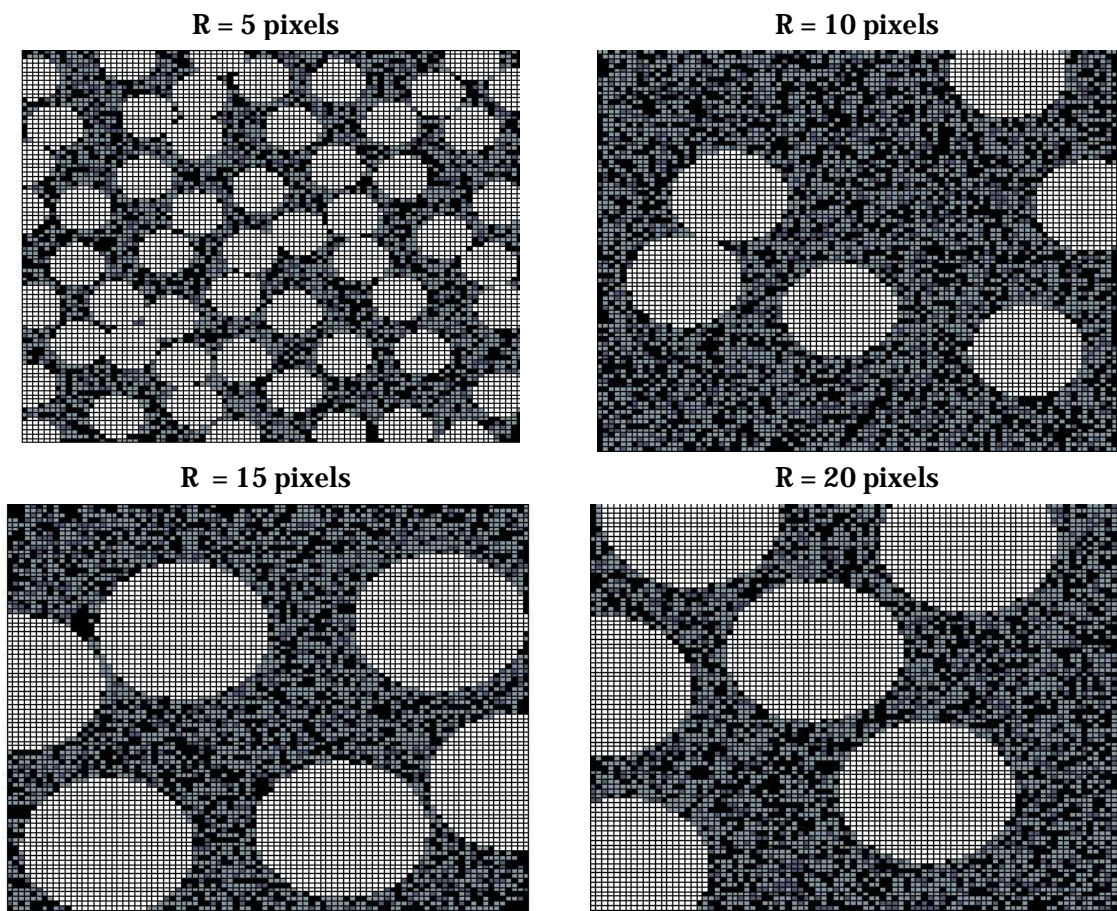 R = 5 pixels
R = 10 pixels
R = 15 pixels
R = 20 pixels